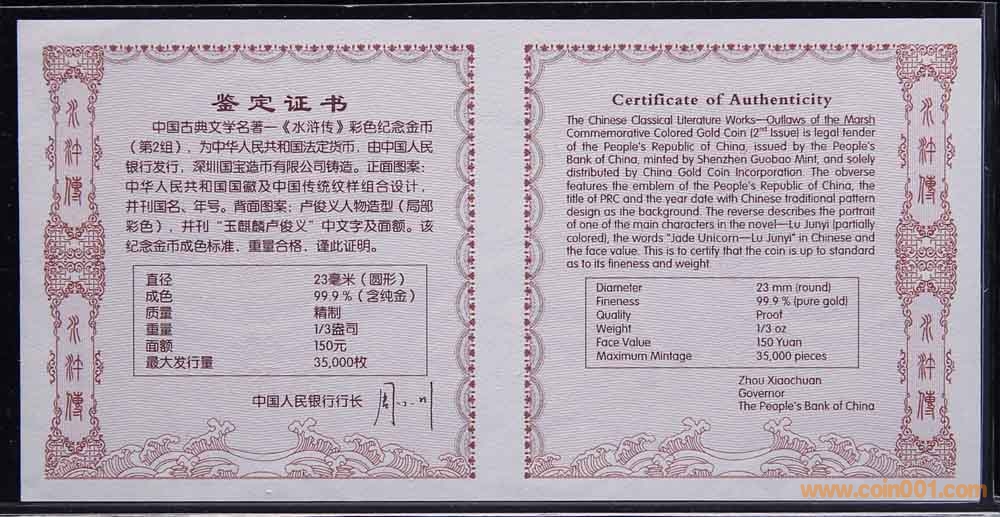 鉴定证书
中国古典文学名著一《水浒传》彩色纪念金币
(第2组)，为中华人民共和国法定货币，由中国人民
银行发行，深圳国宝造币有限公司铸造。正面图案：
中华人民共和国国徽及中国传统纹样组合设计，
并刊国名、年号。背面图案：卢俊义人物造型(局部
彩色)，并刊“玉麒麟卢俊义”中文字及面额。该
纪念金币成色标准、重量合格，谨此证明。
直径 23毫米(圆形)
成色 99.9%(含纯金)
质量 精制
重量 1/3盎司
面额 150元
最大发行量 35,000枚
中国人民银行行长
水浒傳
水浒傳
Certificate of Authenticity
The Chinese Classical Literature Works—Outlaws of the Marsh
Commemorative Colored Gold Coin (2nd Issue) is legal tender
of the People's Republic of China, issued by the People's
Bank of China, minted by Shenzhen Guobao Mint, and solely
distributed by China Gold Coin Incorporation. The obverse
features the emblem of the People's Republic of China, the
title of PRC and the year date with Chinese traditional pattern
design as the background. The reverse describes the portrait
of one of the main characters in the novel—Lu Junyi (partially
colored), the words "Jade Unicorn—Lu Junyi" in Chinese and
the face value. This is to certify that the coin is up to standard
as to its fineness and weight.
Diameter 23 mm (round)
Fineness 99.9 % (pure gold)
Quality Proof
Weight 1/3 oz
Face Value 150 Yuan
Maximum Mintage 35,000 pieces
Zhou Xiaochuan
Governor
The People's Bank of China
水浒傳
水浒傳
www.coin001.com